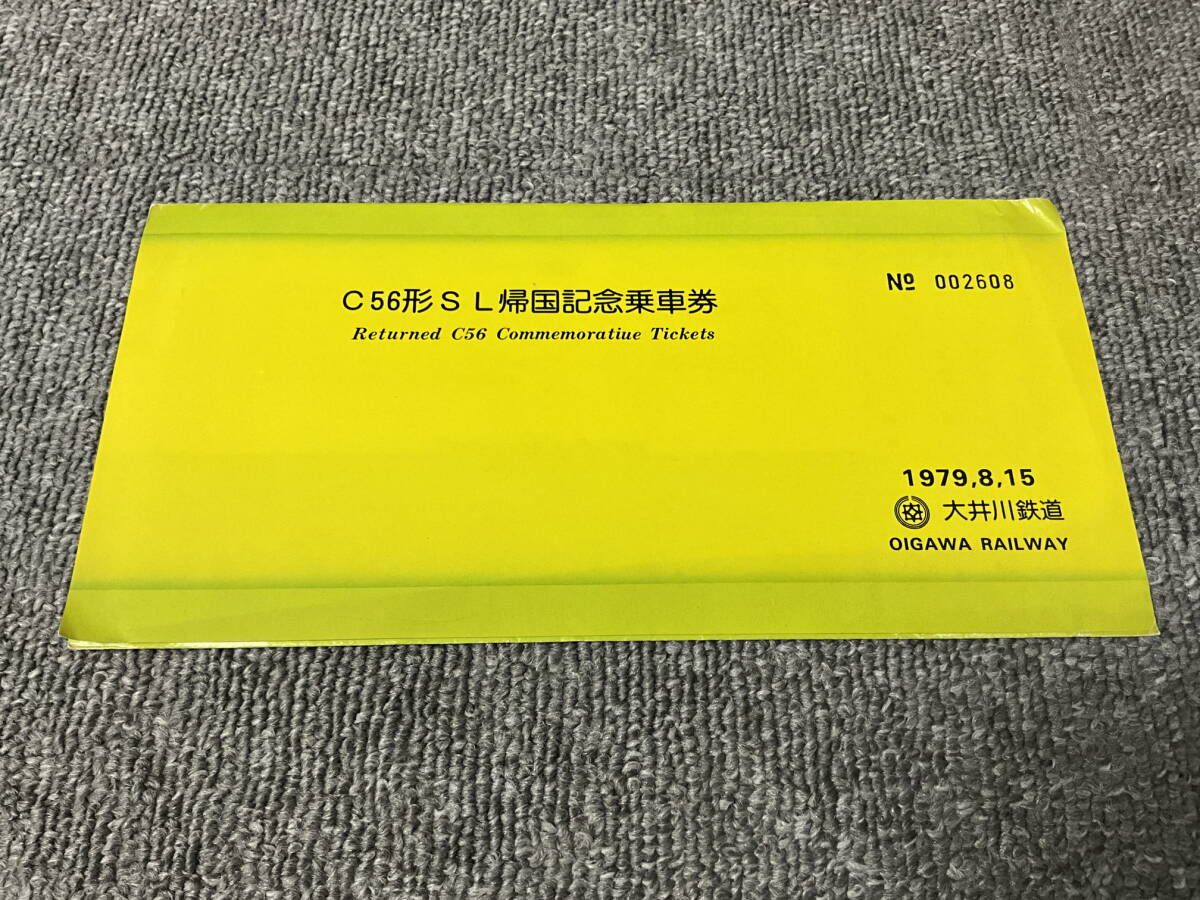 C56形SL帰国記念乗車券
Returned C56 Commemoratiue Tickets
№ 002608
1979,8,15
大井川鉄道
OIGAWA RAILWAY